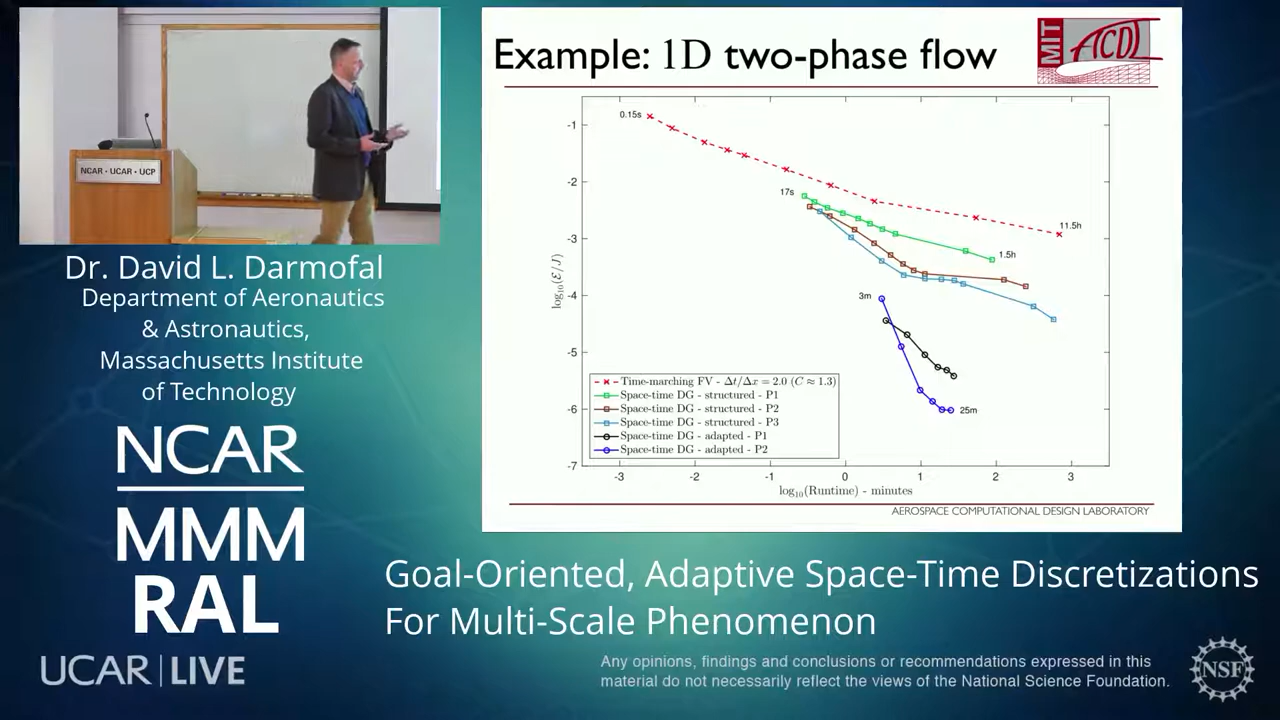 NCAR • UCAR • UCP
Dr. David L. Darmofal
Department of Aeronautics
& Astronautics,
Massachusetts Institute
of Technology
NCAR
MMM
RAL
UCAR | LIVE
Example: 1D two-phase flow
MIT
ACDL
-1
-2
-3
-4
-5
-6
-7
log₁₀(ℰ/J)
0.15s
17s
11.5h
1.5h
3m
25m
Time-marching FV - Δt/Δx = 2.0 (C ≈ 1.3)
Space-time DG - structured - P1
Space-time DG - structured - P2
Space-time DG - structured - P3
Space-time DG - adapted - P1
Space-time DG - adapted - P2
-3 -2 -1 0 1 2 3
log₁₀(Runtime) - minutes
AEROSPACE COMPUTATIONAL DESIGN LABORATORY
Goal-Oriented, Adaptive Space-Time Discretizations
For Multi-Scale Phenomenon
Any opinions, findings and conclusions or recommendations expressed in this
material do not necessarily reflect the views of the National Science Foundation.
NSF